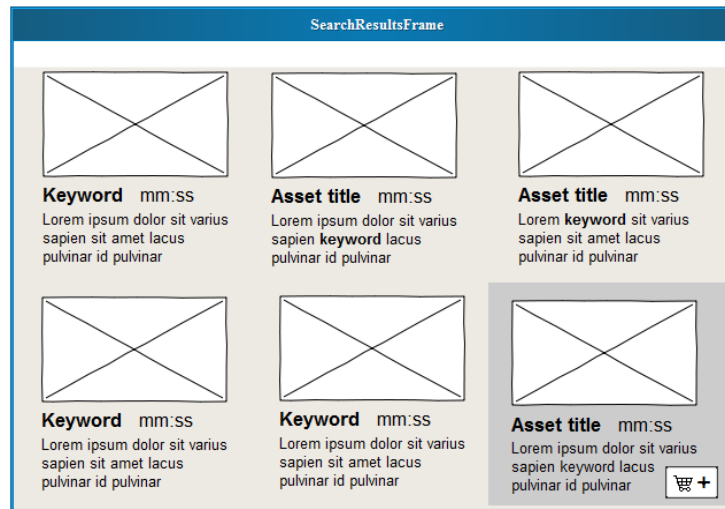 SearchResultsFrame
Keyword mm:ss
Lorem ipsum dolor sit varius
sapien sit amet lacus
pulvinar id pulvinar
Asset title mm:ss
Lorem ipsum dolor sit varius
sapien keyword lacus
pulvinar id pulvinar
Asset title mm:ss
Lorem keyword sit varius
sapien sit amet lacus
pulvinar id pulvinar
Keyword mm:ss
Lorem ipsum dolor sit varius
sapien sit amet lacus
pulvinar id pulvinar
Keyword mm:ss
Lorem ipsum dolor sit varius
sapien sit amet lacus
pulvinar id pulvinar
Asset title mm:ss
Lorem ipsum dolor sit varius
sapien keyword lacus
pulvinar id pulvinar
+